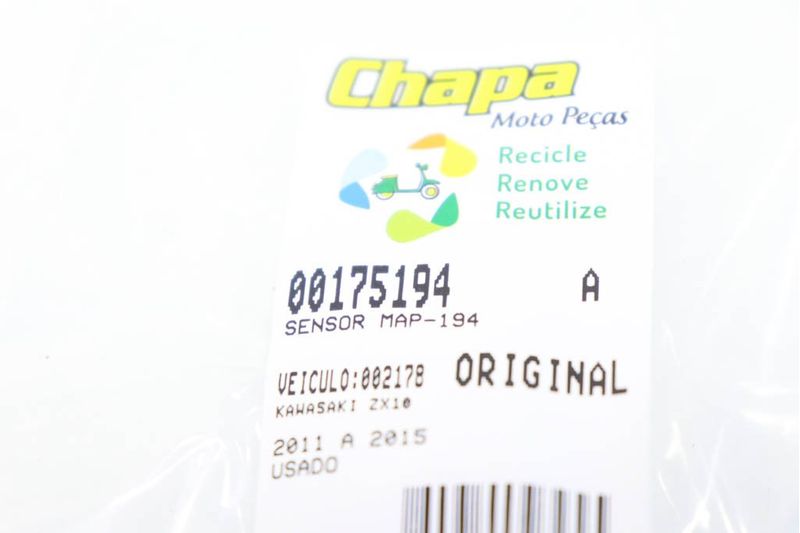 Chapa
Moto Peças
Recicle
Renove
Reutilize
00175194 A
SENSOR MAP-194
VEICULO:002178 ORIGINAL
KAWASAKI ZX10
2011 A 2015
USADO